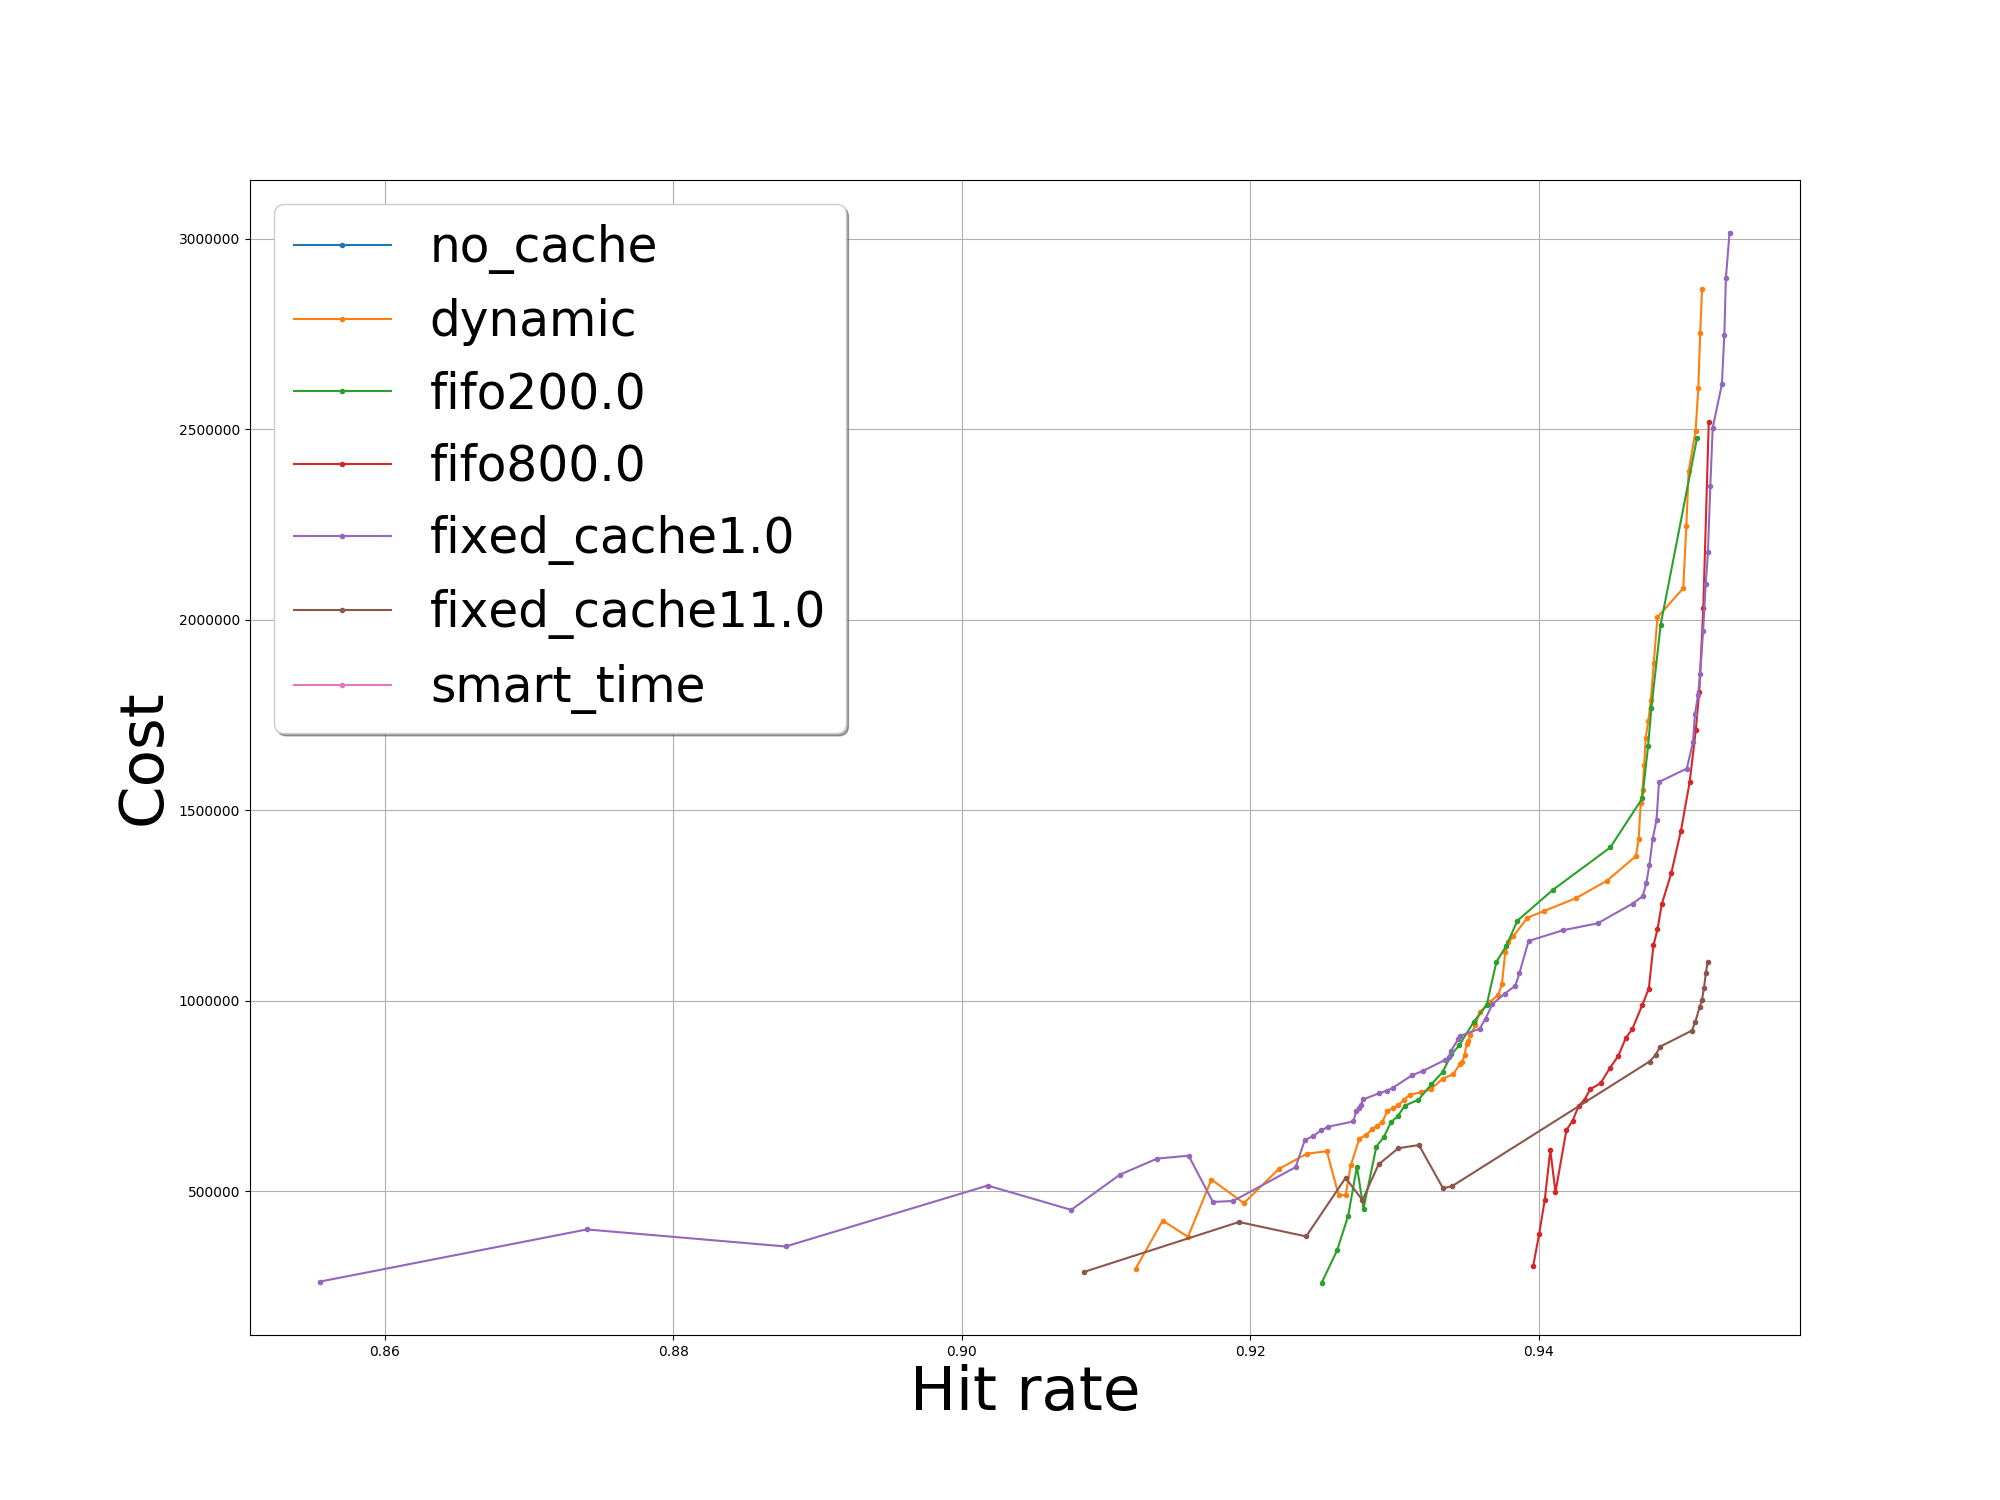 no_cache
dynamic
fifo200.0
fifo800.0
fixed_cache1.0
fixed_cache11.0
smart_time
3000000
2500000
2000000
1500000
1000000
500000
Cost
0.86 0.88 0.90 0.92 0.94
Hit rate